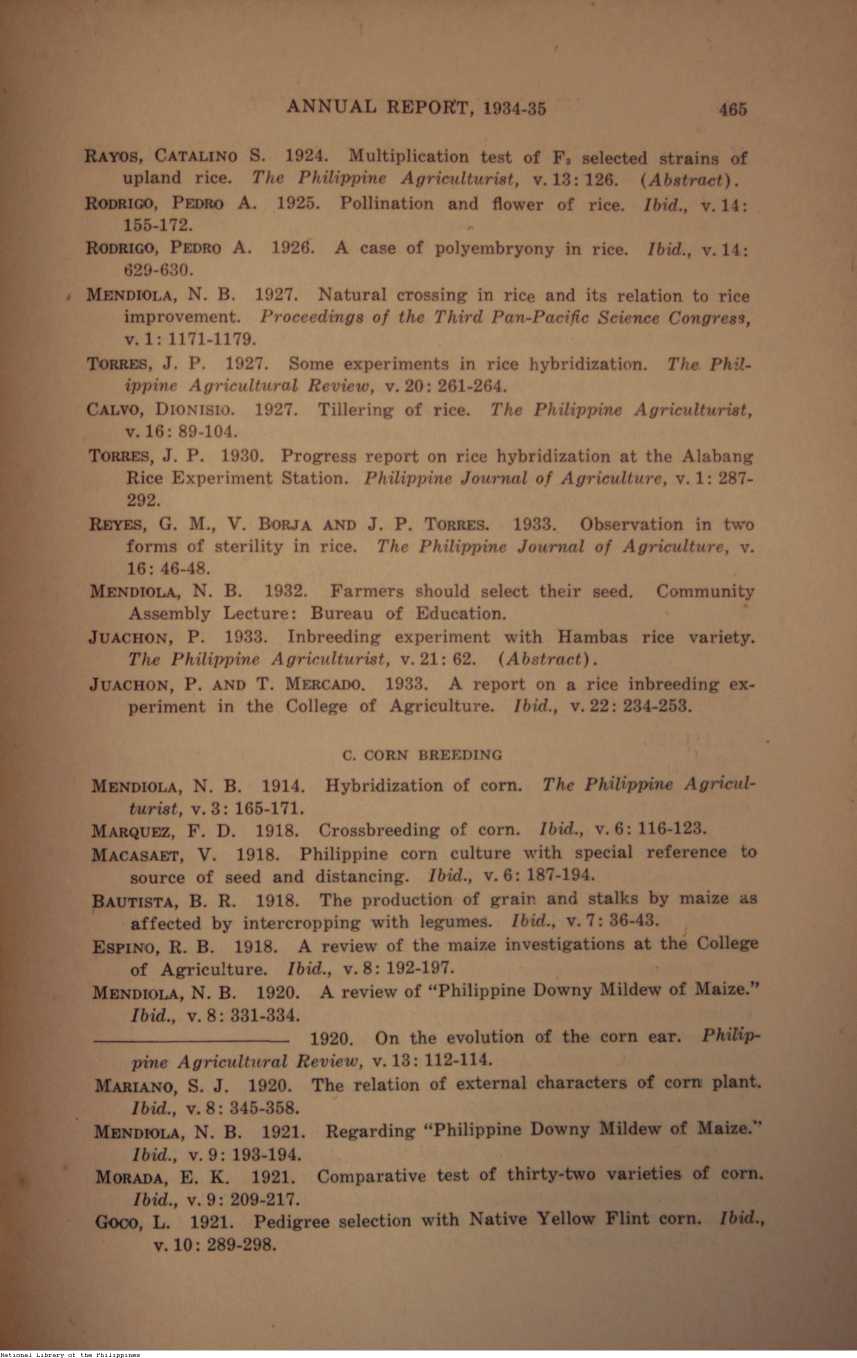 ANNUAL REPORT, 1934-35 465
RAYOS, CATALINO S. 1924. Multiplication test of F₂ selected strains of
upland rice. The Philippine Agriculturist, v. 13: 126. (Abstract).
RODRIGO, PEDRO A. 1925. Pollination and flower of rice. Ibid., v. 14:
155-172.
RODRIGO, PEDRO A. 1926. A case of polyembryony in rice. Ibid., v. 14:
629-630.
MENDIOLA, N. B. 1927. Natural crossing in rice and its relation to rice
improvement. Proceedings of the Third Pan-Pacific Science Congress,
v. 1: 1171-1179.
TORRES, J. P. 1927. Some experiments in rice hybridization. The Phil-
ippine Agricultural Review, v. 20: 261-264.
CALVO, DIONISIO. 1927. Tillering of rice. The Philippine Agriculturist,
v. 16: 89-104.
TORRES, J. P. 1930. Progress report on rice hybridization at the Alabang
Rice Experiment Station. Philippine Journal of Agriculture, v. 1: 287-
292.
REYES, G. M., V. BORJA AND J. P. TORRES. 1933. Observation in two
forms of sterility in rice. The Philippine Journal of Agriculture, v.
16: 46-48.
MENDIOLA, N. B. 1932. Farmers should select their seed. Community
Assembly Lecture: Bureau of Education.
JUACHON, P. 1933. Inbreeding experiment with Hambas rice variety.
The Philippine Agriculturist, v. 21: 62. (Abstract).
JUACHON, P. AND T. MERCADO. 1933. A report on a rice inbreeding ex-
periment in the College of Agriculture. Ibid., v. 22: 234-253.
C. CORN BREEDING
MENDIOLA, N. B. 1914. Hybridization of corn. The Philippine Agricul-
turist, v. 3: 165-171.
MARQUEZ, F. D. 1918. Crossbreeding of corn. Ibid., v. 6: 116-123.
MACASAET, V. 1918. Philippine corn culture with special reference to
source of seed and distancing. Ibid., v. 6: 187-194.
BAUTISTA, B. R. 1918. The production of grain and stalks by maize as
affected by intercropping with legumes. Ibid., v. 7: 36-43.
ESPINO, R. B. 1918. A review of the maize investigations at the College
of Agriculture. Ibid., v. 8: 192-197.
MENDIOLA, N. B. 1920. A review of “Philippine Downy Mildew of Maize.”
Ibid., v. 8: 331-334.
1920. On the evolution of the corn ear. Philip-
pine Agricultural Review, v. 13: 112-114.
MARIANO, S. J. 1920. The relation of external characters of corn plant.
Ibid., v. 8: 345-358.
MENDIOLA, N. B. 1921. Regarding “Philippine Downy Mildew of Maize.”
Ibid., v. 9: 193-194.
MORADA, E. K. 1921. Comparative test of thirty-two varieties of corn.
Ibid., v. 9: 209-217.
GOCO, L. 1921. Pedigree selection with Native Yellow Flint corn. Ibid.,
v. 10: 289-298.
National Library of the Philippines